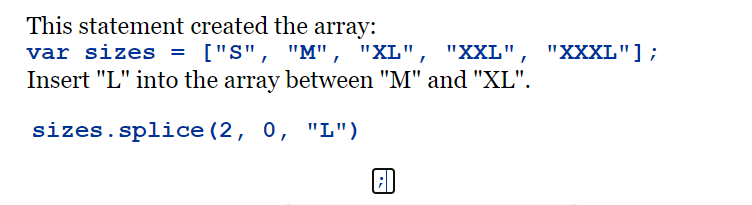 This statement created the array:
var sizes = ["S", "M", "XL", "XXL", "XXXL"];
Insert "L" into the array between "M" and "XL".
sizes.splice(2, 0, "L")
;